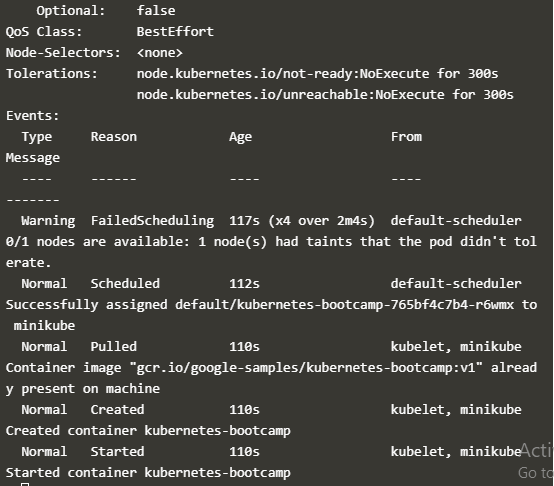 Optional:    false
QoS Class:       BestEffort
Node-Selectors:  <none>
Tolerations:     node.kubernetes.io/not-ready:NoExecute for 300s
                 node.kubernetes.io/unreachable:NoExecute for 300s
Events:
  Type     Reason            Age                  From
Message
  ----     ------            ----                 ----
-------
  Warning  FailedScheduling  117s (x4 over 2m4s)  default-scheduler
0/1 nodes are available: 1 node(s) had taints that the pod didn't tol
erate.
  Normal   Scheduled         112s                 default-scheduler
Successfully assigned default/kubernetes-bootcamp-765bf4c7b4-r6wmx to
 minikube
  Normal   Pulled            110s                 kubelet, minikube
Container image "gcr.io/google-samples/kubernetes-bootcamp:v1" alread
y present on machine
  Normal   Created           110s                 kubelet, minikube
Created container kubernetes-bootcamp
  Normal   Started           110s                 kubelet, minikube
Started container kubernetes-bootcamp
Acti
Go to